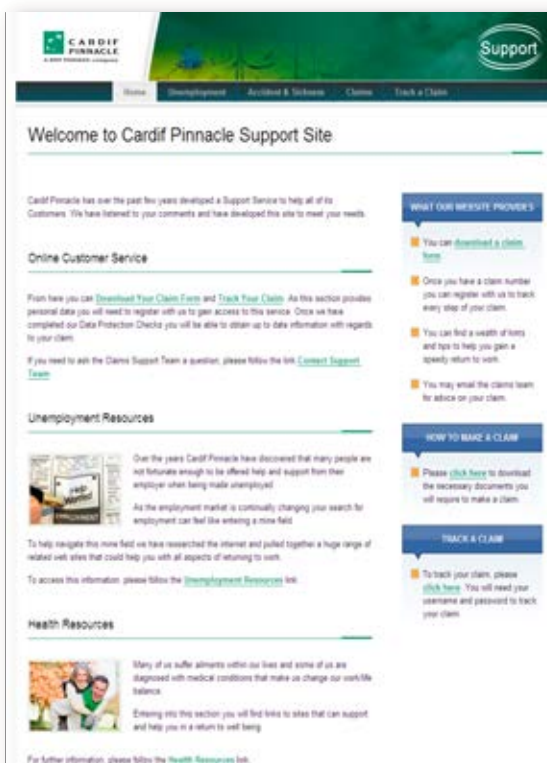 CARDIF
PINNACLE
Support
Home Unemployment Accident & Sickness Claims Track a Claim
Welcome to Cardif Pinnacle Support Site
Cardif Pinnacle has over the past few years developed a Support Service to help all of its
Customers. We have listened to your comments and have developed this site to meet your needs.
Online Customer Service
From here you can Download Your Claim Form and Track Your Claim. As this section provides
personal data you will need to register with us to gain access to this service. Once we have
completed our Data Protection Checks you will be able to obtain up to date information with regards
to your claim.
If you need to ask the Claims Support Team a question, please follow the link Contact Support
Team
Unemployment Resources
Help
Wanted
Over the years Cardif Pinnacle have discovered that many people are
not fortunate enough to be offered help and support from their
employer when being made unemployed.
As the employment market is continually changing your search for
employment can feel like entering a mine field.
To help navigate this mine field we have researched the internet and pulled together a huge range of
related web sites that could help you with all aspects of returning to work.
To access this information, please follow the Unemployment Resources link.
Health Resources
Many of us suffer ailments within our lives and some of us are
diagnosed with medical conditions that make us change our work/life
balance.
Entering into this section you will find links to sites that can support
and help you in a return to well being.
For further information, please follow the Health Resources link.
WHAT OUR WEBSITE PROVIDES
You can download a claim
form.
Once you have a claim number
you can register with us to track
every step of your claim.
You can find a wealth of hints
and tips to help you gain a
speedy return to work.
You may email the claims team
for advice on your claim.
HOW TO MAKE A CLAIM
Please click here to download
the necessary documents you
will require to make a claim.
TRACK A CLAIM
To track your claim, please
click here. You will need your
username and password to track
your claim.